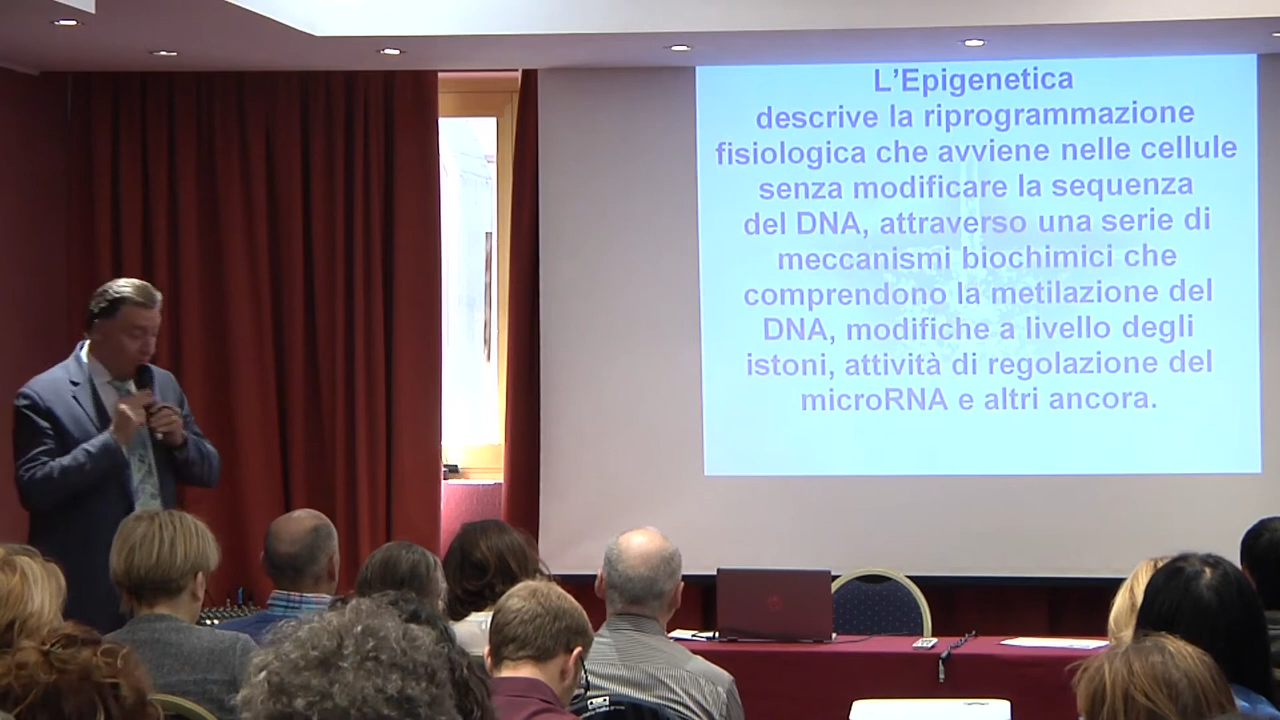 L'Epigenetica
descrive la riprogrammazione
fisiologica che avviene nelle cellule
senza modificare la sequenza
del DNA, attraverso una serie di
meccanismi biochimici che
comprendono la metilazione del
DNA, modifiche a livello degli
istoni, attività di regolazione del
microRNA e altri ancora.